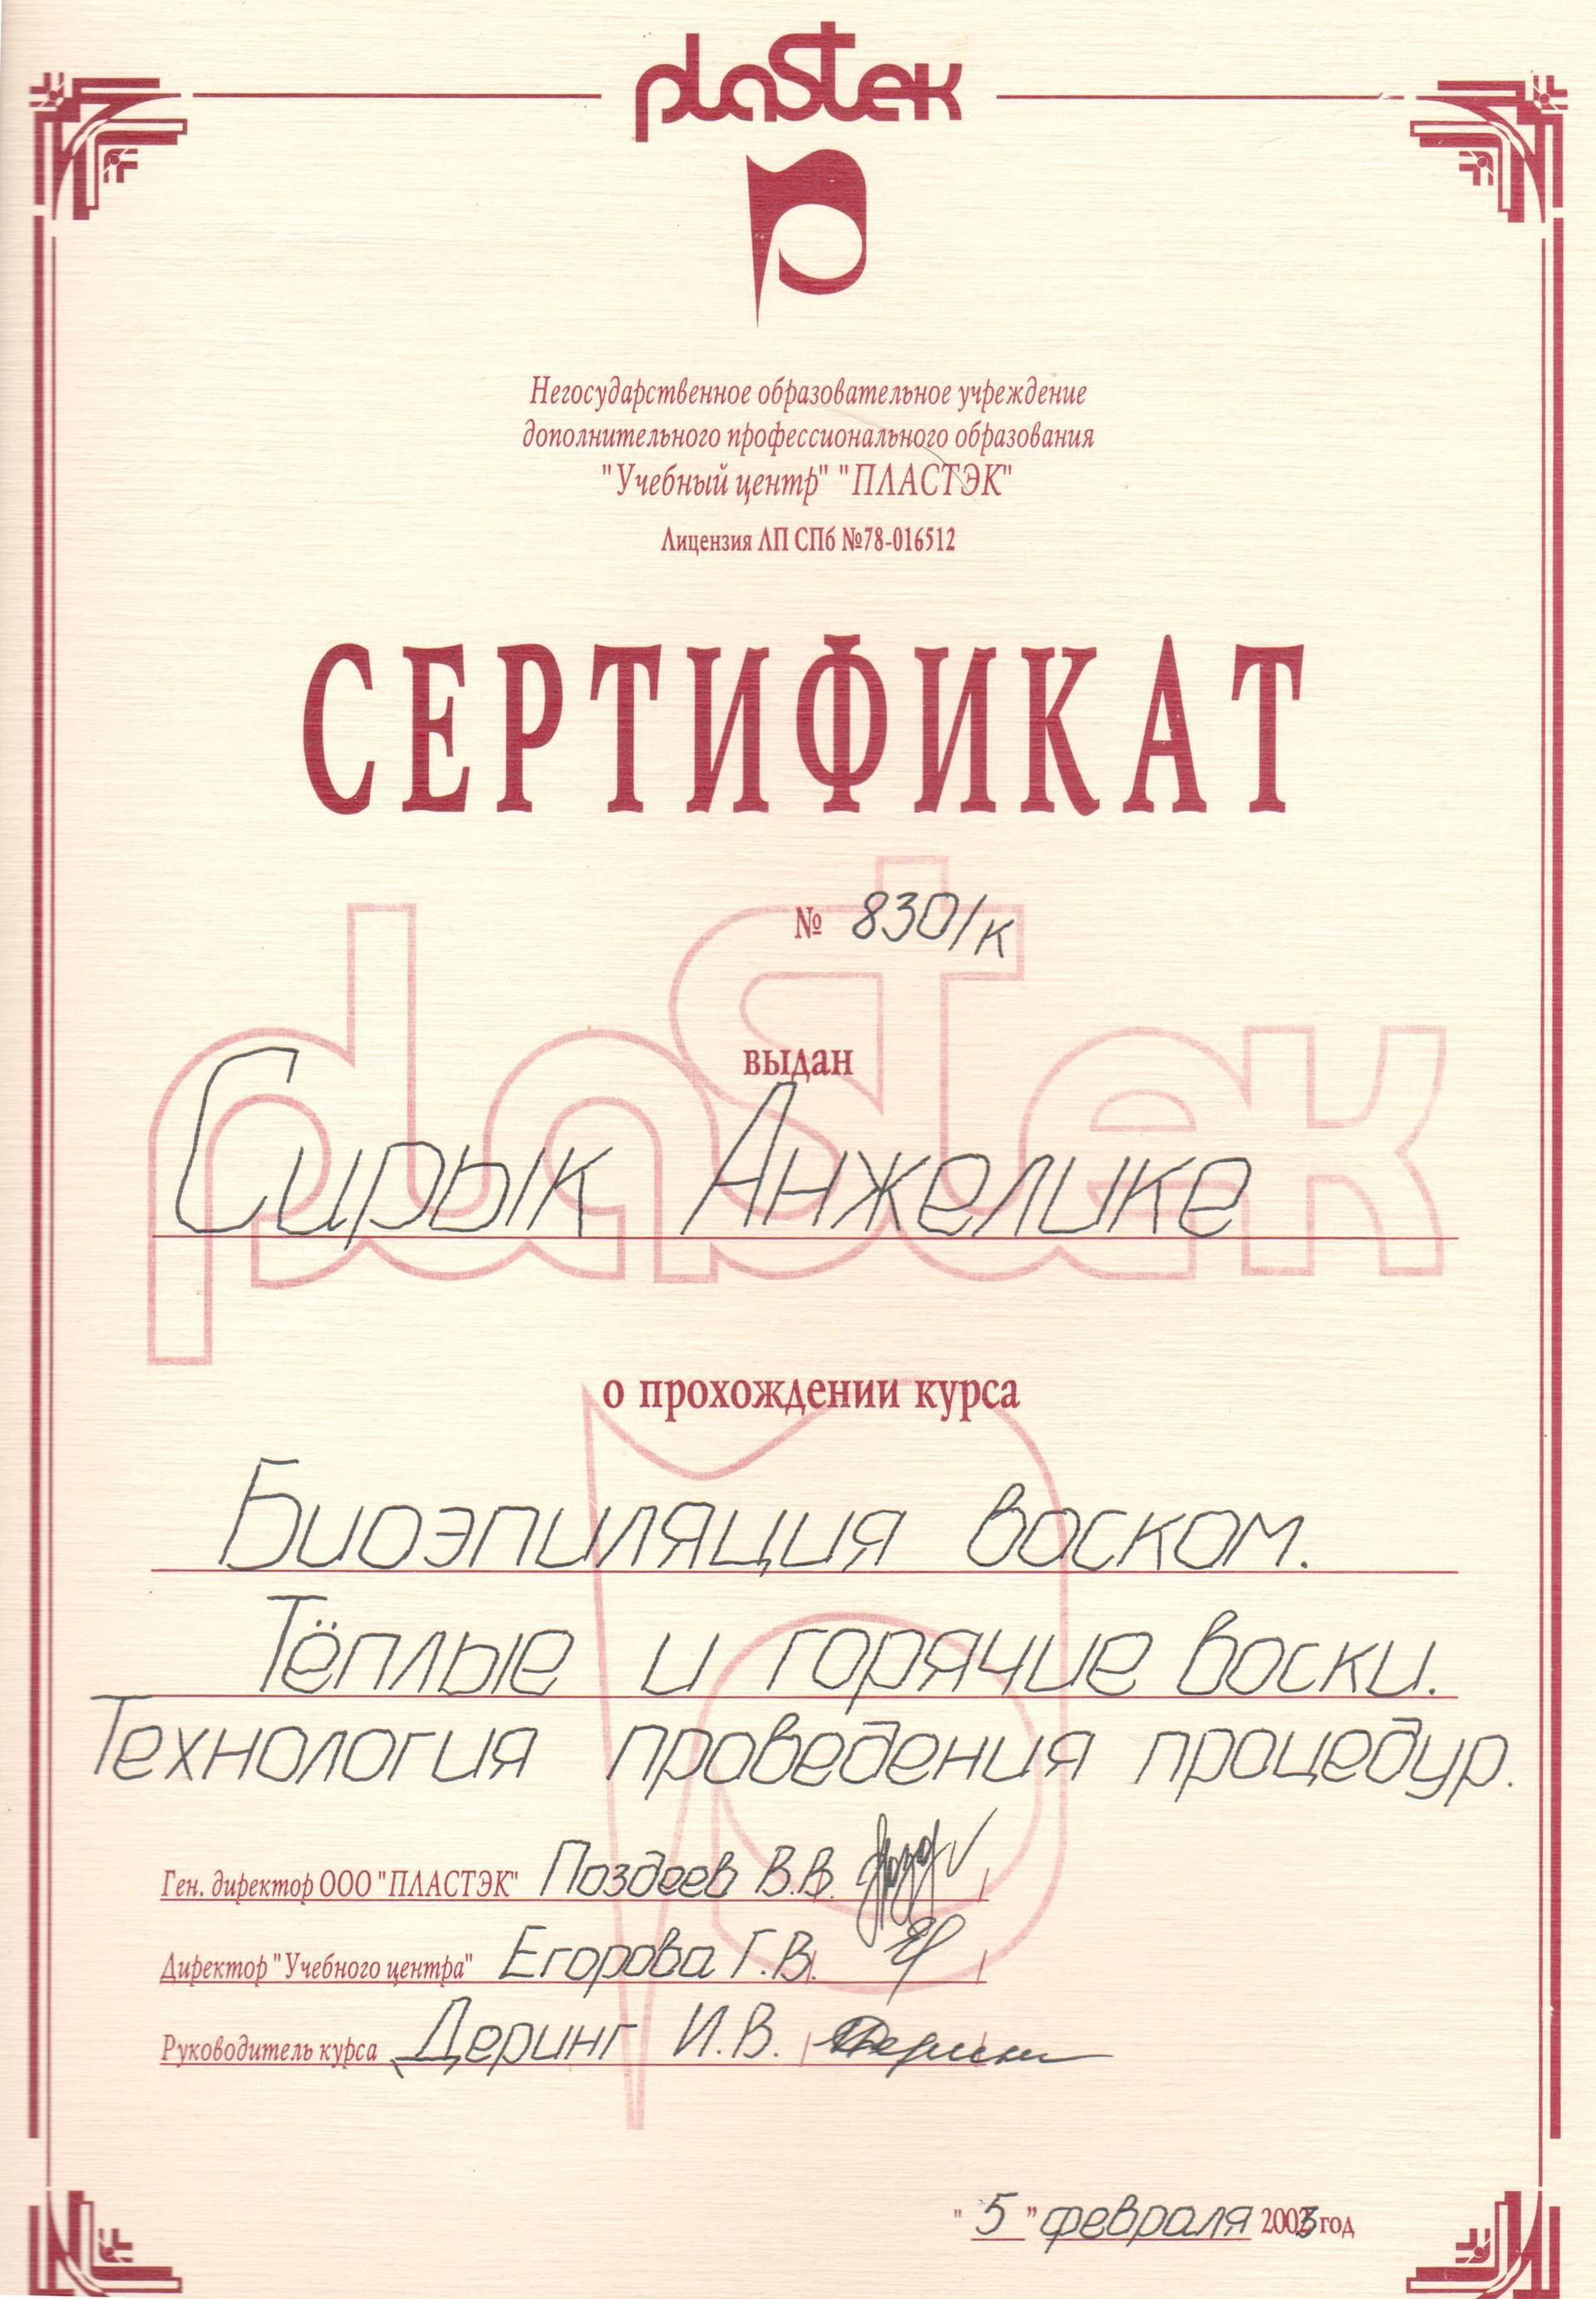 plastek
Негосударственное образовательное учреждение
дополнительного профессионального образования
"Учебный центр" "ПЛАСТЭК"
Лицензия ЛП СПб №78-016512
СЕРТИФИКАТ
№ 830/к
выдан
Сирык Анжелике
о прохождении курса
Биоэпиляция воском.
Тёплые и горячие воски.
Технология проведения процедур.
Ген. директор ООО "ПЛАСТЭК" Поздеев В.В.
Директор "Учебного центра" Егорова Г.В.
Руководитель курса Деринг И.В.
"5" февраля 2003 год